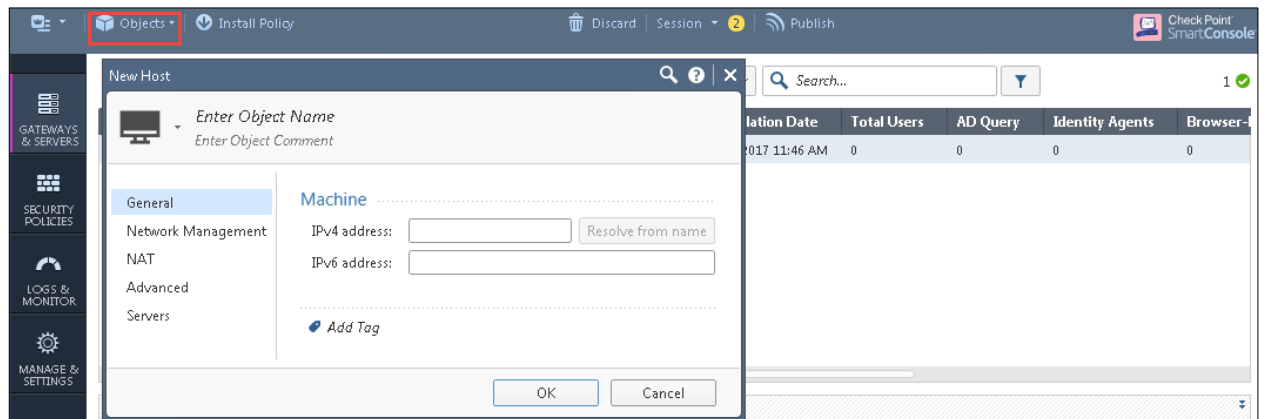 Objects Install Policy Discard Session 2 Publish Check Point SmartConsole
New Host
Search...
1
GATEWAYS & SERVERS
Enter Object Name
Enter Object Comment
lation Date Total Users AD Query Identity Agents Browser-
2017 11:46 AM 0 0 0 0
SECURITY POLICIES
General
Network Management
NAT
Advanced
Servers
Machine
IPv4 address: Resolve from name
IPv6 address:
Add Tag
LOGS & MONITOR
MANAGE & SETTINGS
OK Cancel